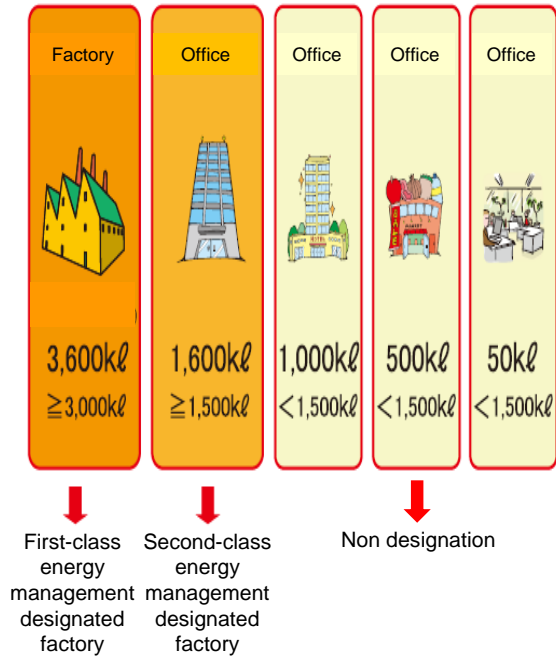 Factory
Office
Office
Office
Office
HOTEL
SALE
MARKET
3,600kℓ
1,600kℓ
1,000kℓ
500kℓ
50kℓ
≧3,000kℓ
≧1,500kℓ
<1,500kℓ
<1,500kℓ
<1,500kℓ
First-class
energy
management
designated
factory
Second-class
energy
management
designated
factory
Non designation